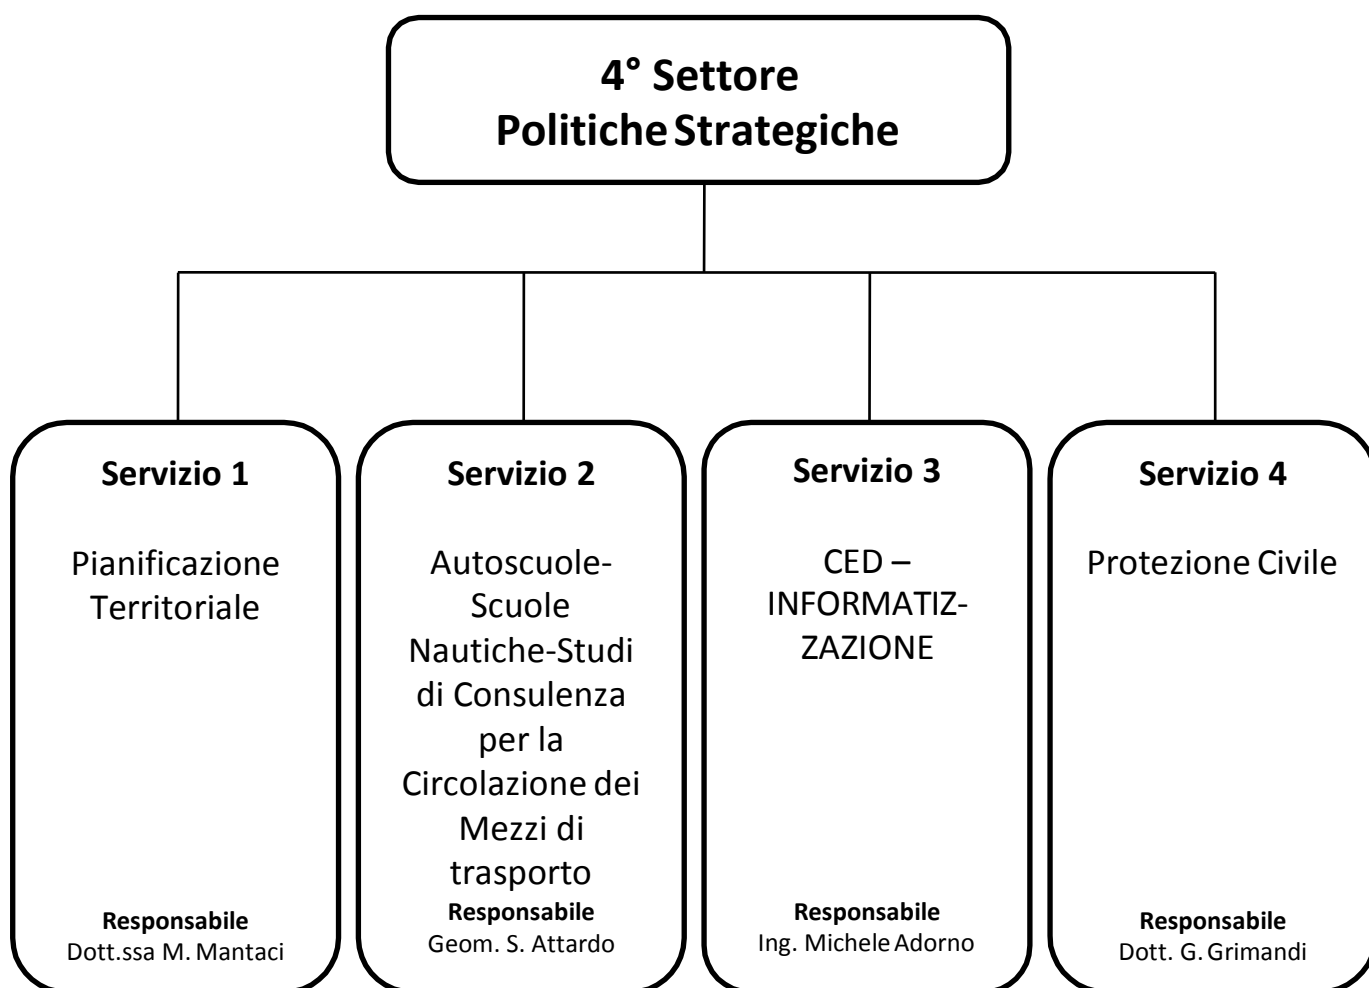 4° Settore
Politiche Strategiche
Servizio 1
Pianificazione
Territoriale
Responsabile
Dott.ssa M. Mantaci
Servizio 2
Autoscuole-
Scuole
Nautiche-Studi
di Consulenza
per la
Circolazione dei
Mezzi di
trasporto
Responsabile
Geom. S. Attardo
Servizio 3
CED –
INFORMATIZ-
ZAZIONE
Responsabile
Ing. Michele Adorno
Servizio 4
Protezione Civile
Responsabile
Dott. G. Grimandi